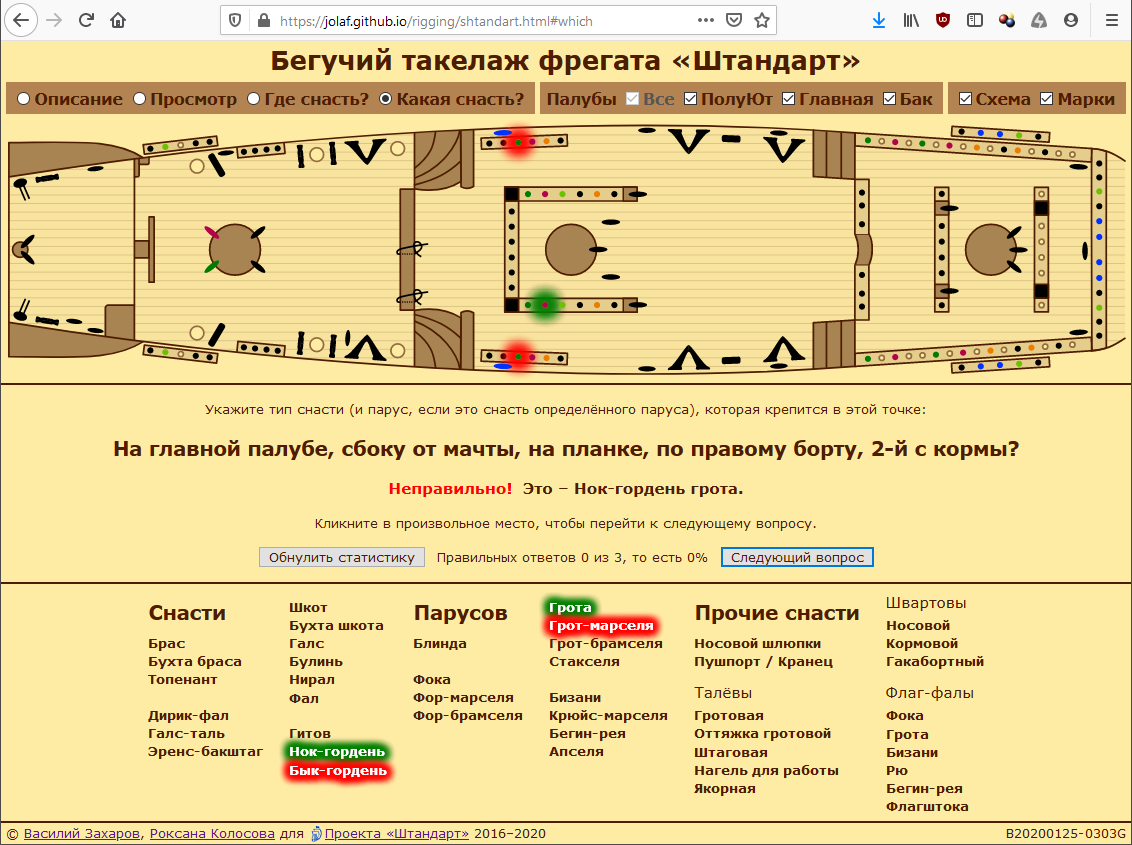 https://jolaf.github.io/rigging/shtandart.html#which
Бегучий такелаж фрегата «Штандарт»
Описание Просмотр Где снасть? Какая снасть? Палубы Все ПолуЮт Главная Бак Схема Марки
Укажите тип снасти (и парус, если это снасть определённого паруса), которая крепится в этой точке:
На главной палубе, сбоку от мачты, на планке, по правому борту, 2-й с кормы?
Неправильно! Это – Нок-гордень грота.
Кликните в произвольное место, чтобы перейти к следующему вопросу.
Обнулить статистику Правильных ответов 0 из 3, то есть 0% Следующий вопрос
Снасти
Брас
Бухта браса
Топенант
Дирик-фал
Галс-таль
Эренс-бакштаг
Шкот
Бухта шкота
Галс
Булинь
Нирал
Фал
Гитов
Нок-гордень
Бык-гордень
Парусов
Блинда
Фока
Фор-марселя
Фор-брамселя
Грота
Грот-марселя
Грот-брамселя
Стакселя
Бизани
Крюйс-марселя
Бегин-рея
Апселя
Прочие снасти
Носовой шлюпки
Пушпорт / Кранец
Талёвы
Гротовая
Оттяжка гротовой
Штаговая
Нагель для работы
Якорная
Швартовы
Носовой
Кормовой
Гакабортный
Флаг-фалы
Фока
Грота
Бизани
Рю
Бегин-рея
Флагштока
© Василий Захаров, Роксана Колосова для Проекта «Штандарт» 2016–2020 B20200125-0303G